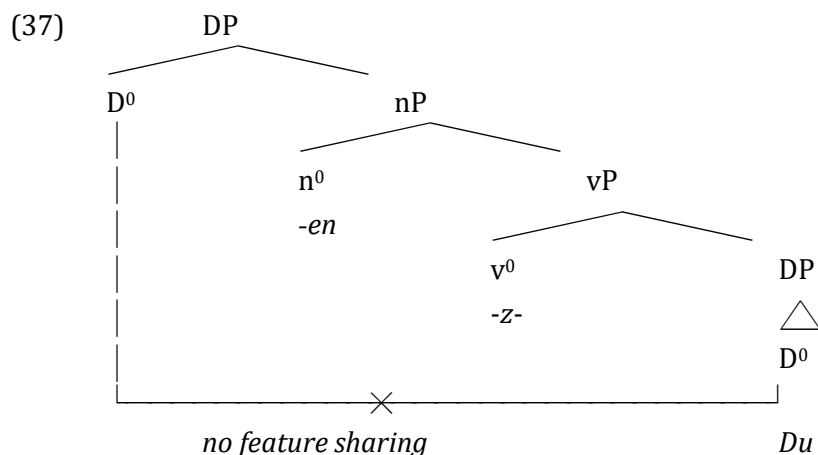 (37) DP
D⁰ nP
n⁰ vP
-en
v⁰ DP
-z-
D⁰
no feature sharing Du